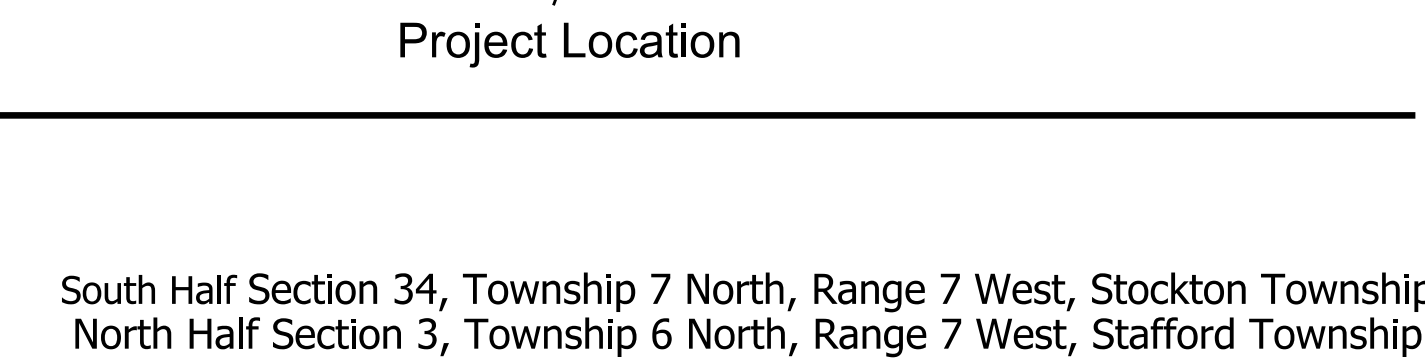 Project Location
South Half Section 34, Township 7 North, Range 7 West, Stockton Township
North Half Section 3, Township 6 North, Range 7 West, Stafford Township